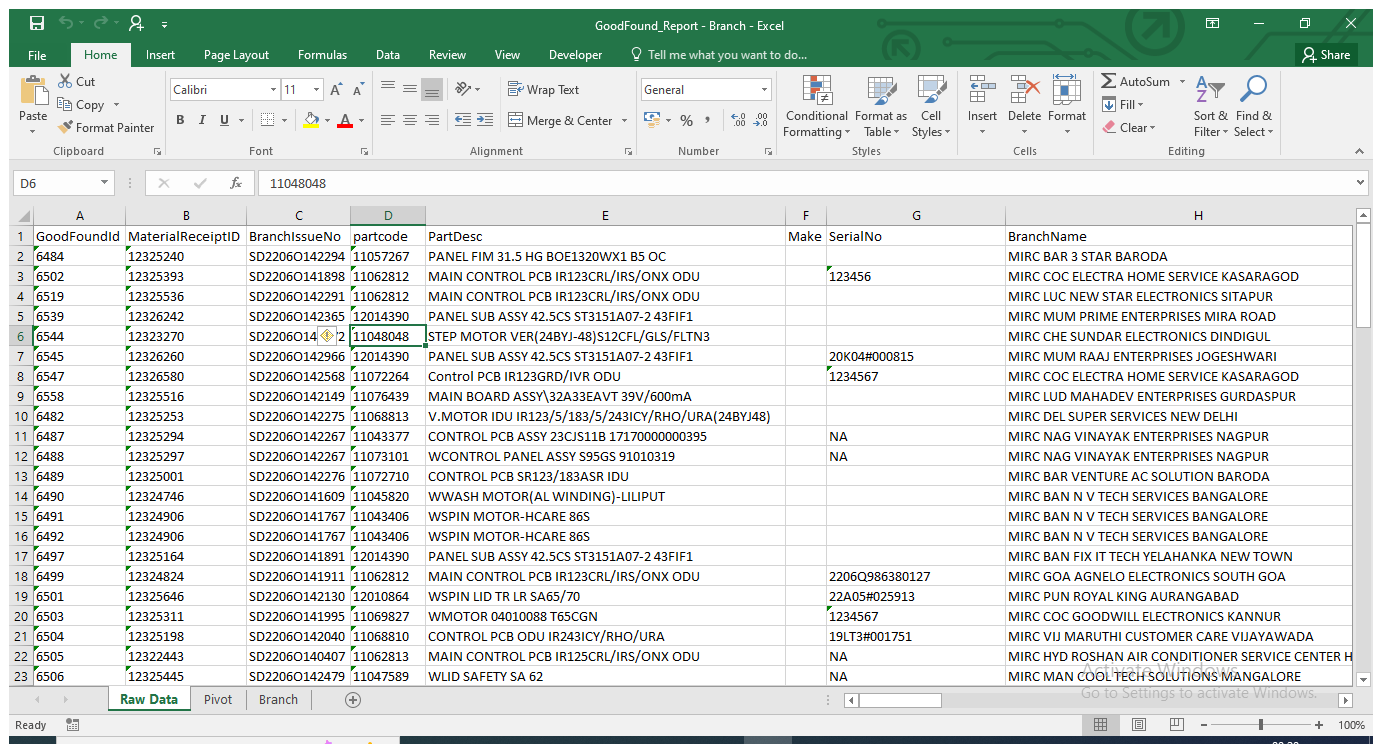 GoodFound_Report - Branch - Excel
File Home Insert Page Layout Formulas Data Review View Developer Tell me what you want to do... Share
Paste Cut Copy Format Painter Clipboard
Calibri 11 B I U Font
Wrap Text Merge & Center Alignment
General % , Number
Conditional Formatting Format as Table Cell Styles Styles
Insert Delete Format Cells
AutoSum Fill Clear Sort & Filter Find & Select Editing
D6 fx 11048048
A B C D E F G H
1 GoodFoundId MaterialReceiptID BranchIssueNo partcode PartDesc Make SerialNo BranchName
2 6484 12325240 SD2206O142294 11057267 PANEL FIM 31.5 HG BOE1320WX1 B5 OC MIRC BAR 3 STAR BARODA
3 6502 12325393 SD2206O141898 11062812 MAIN CONTROL PCB IR123CRL/IRS/ONX ODU 123456 MIRC COC ELECTRA HOME SERVICE KASARAGOD
4 6519 12325536 SD2206O142291 11062812 MAIN CONTROL PCB IR123CRL/IRS/ONX ODU MIRC LUC NEW STAR ELECTRONICS SITAPUR
5 6539 12326242 SD2206O142365 12014390 PANEL SUB ASSY 42.5CS ST3151A07-2 43FIF1 MIRC MUM PRIME ENTERPRISES MIRA ROAD
6 6544 12323270 SD2206O14 2 11048048 STEP MOTOR VER(24BYJ-48)S12CFL/GLS/FLTN3 MIRC CHE SUNDAR ELECTRONICS DINDIGUL
7 6545 12326260 SD2206O142966 12014390 PANEL SUB ASSY 42.5CS ST3151A07-2 43FIF1 20K04#000815 MIRC MUM RAAJ ENTERPRISES JOGESHWARI
8 6547 12326580 SD2206O142568 11072264 Control PCB IR123GRD/IVR ODU 1234567 MIRC COC ELECTRA HOME SERVICE KASARAGOD
9 6558 12325516 SD2206O142149 11076439 MAIN BOARD ASSY\32A33EAVT 39V/600mA MIRC LUD MAHADEV ENTERPRISES GURDASPUR
10 6482 12325253 SD2206O142275 11068813 V.MOTOR IDU IR123/5/183/5/243ICY/RHO/URA(24BYJ48) MIRC DEL SUPER SERVICES NEW DELHI
11 6487 12325294 SD2206O142267 11043377 CONTROL PCB ASSY 23CJS11B 17170000000395 NA MIRC NAG VINAYAK ENTERPRISES NAGPUR
12 6488 12325297 SD2206O142267 11073101 WCONTROL PANEL ASSY S95GS 91010319 NA MIRC NAG VINAYAK ENTERPRISES NAGPUR
13 6489 12325001 SD2206O142276 11072710 CONTROL PCB SR123/183ASR IDU MIRC BAR VENTURE AC SOLUTION BARODA
14 6490 12324746 SD2206O141609 11045820 WWASH MOTOR(AL WINDING)-LILIPUT MIRC BAN N V TECH SERVICES BANGALORE
15 6491 12324906 SD2206O141767 11043406 WSPIN MOTOR-HCARE 86S MIRC BAN N V TECH SERVICES BANGALORE
16 6492 12324906 SD2206O141767 11043406 WSPIN MOTOR-HCARE 86S MIRC BAN N V TECH SERVICES BANGALORE
17 6497 12325164 SD2206O141891 12014390 PANEL SUB ASSY 42.5CS ST3151A07-2 43FIF1 MIRC BAN FIX IT TECH YELAHANKA NEW TOWN
18 6499 12324824 SD2206O141911 11062812 MAIN CONTROL PCB IR123CRL/IRS/ONX ODU 2206Q986380127 MIRC GOA AGNELO ELECTRONICS SOUTH GOA
19 6501 12325646 SD2206O142130 12010864 WSPIN LID TR LR SA65/70 22A05#025913 MIRC PUN ROYAL KING AURANGABAD
20 6503 12325311 SD2206O141995 11069827 WMOTOR 04010088 T65CGN 1234567 MIRC COC GOODWILL ELECTRONICS KANNUR
21 6504 12325198 SD2206O142040 11068810 CONTROL PCB ODU IR243ICY/RHO/URA 19LT3#001751 MIRC VIJ MARUTHI CUSTOMER CARE VIJAYAWADA
22 6505 12322443 SD2206O140407 11062813 MAIN CONTROL PCB IR125CRL/IRS/ONX ODU NA MIRC HYD ROSHAN AIR CONDITIONER SERVICE CENTER H
23 6506 12325445 SD2206O142479 11047589 WLID SAFETY SA 62 NA MIRC MAN COOL TECH SOLUTIONS MANGALORE
Activate Windows
Go to Settings to activate Windows.
Raw Data Pivot Branch
Ready 100%